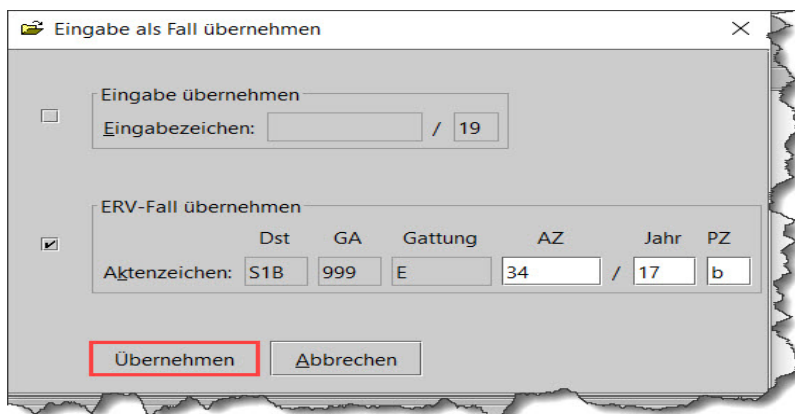 Eingabe als Fall übernehmen
Eingabe übernehmen
Eingabezeichen: / 19
ERV-Fall übernehmen
Dst GA Gattung AZ Jahr PZ
Aktenzeichen: S1B 999 E 34 / 17 b
Übernehmen Abbrechen